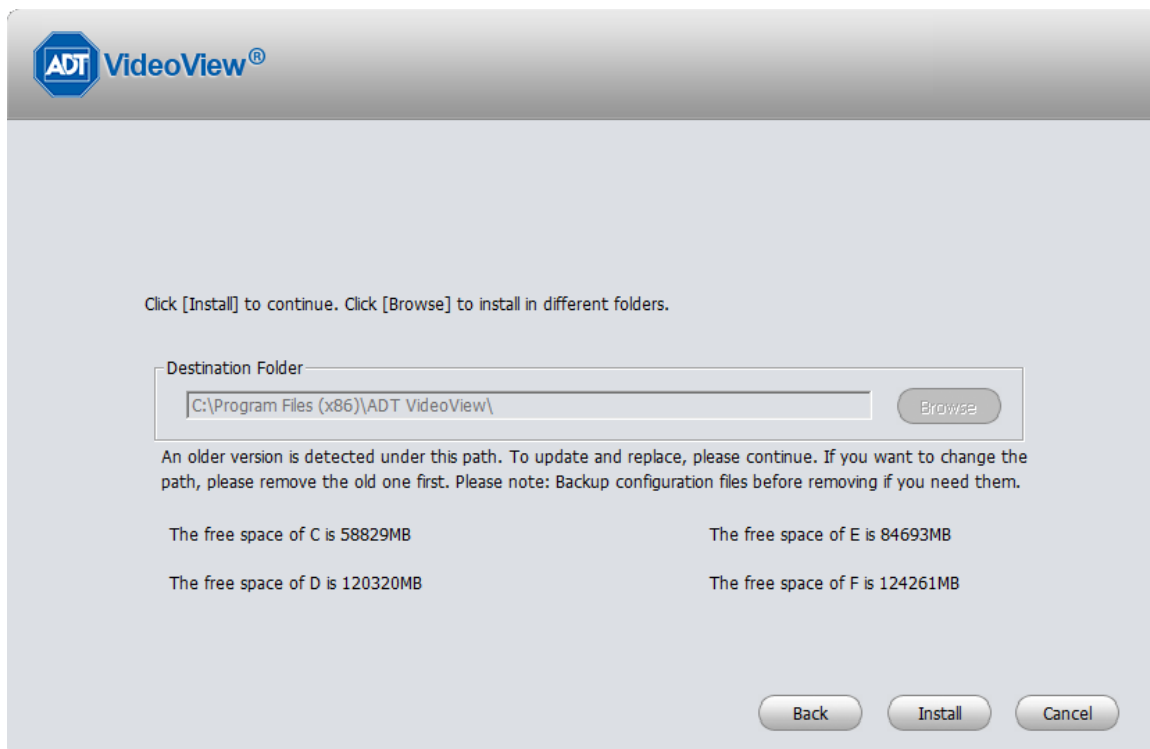 ADT VideoView®
Click [Install] to continue. Click [Browse] to install in different folders.
Destination Folder
C:\Program Files (x86)\ADT VideoView\
Browse
An older version is detected under this path. To update and replace, please continue. If you want to change the
path, please remove the old one first. Please note: Backup configuration files before removing if you need them.
The free space of C is 58829MB
The free space of E is 84693MB
The free space of D is 120320MB
The free space of F is 124261MB
Back
Install
Cancel